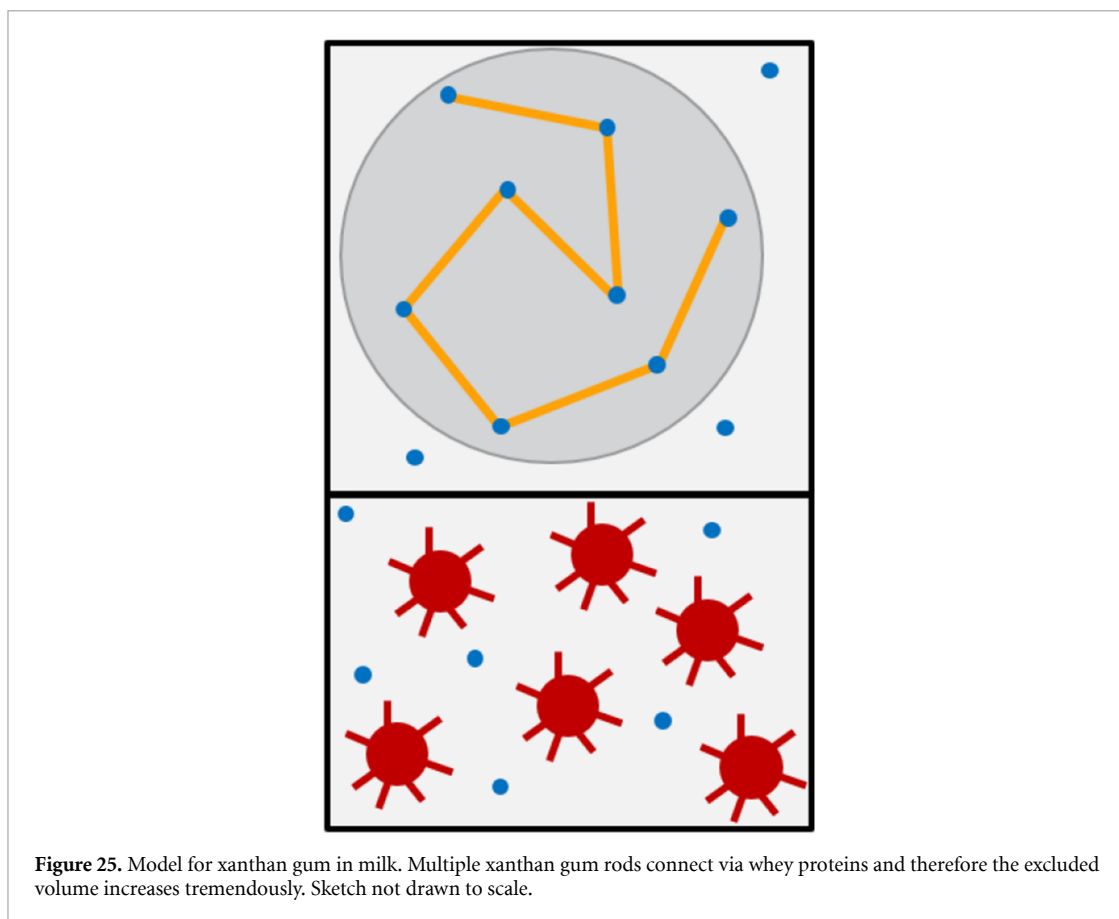 Figure 25. Model for xanthan gum in milk. Multiple xanthan gum rods connect via whey proteins and therefore the excluded
volume increases tremendously. Sketch not drawn to scale.